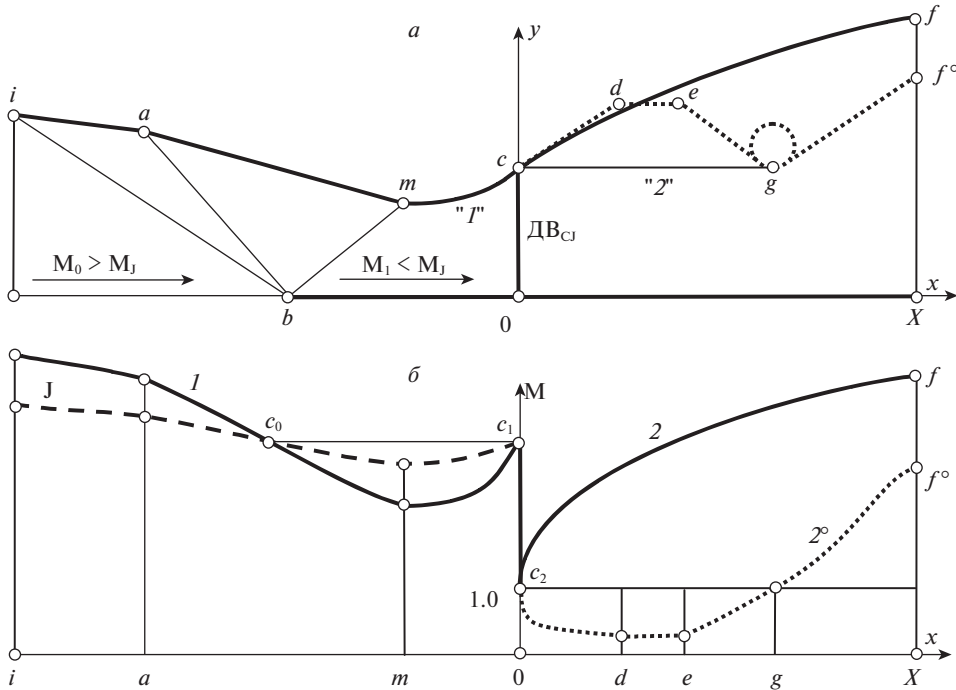 а
y
f
i
a
d
e
f°
c
m
"1"
"2"
g
ДВCJ
M0 > MJ
M1 < MJ
b
0
x
X
б
J
1
c0
c1
M
2
f
f°
2°
c2
1.0
x
i
a
m
0
d
e
g
X